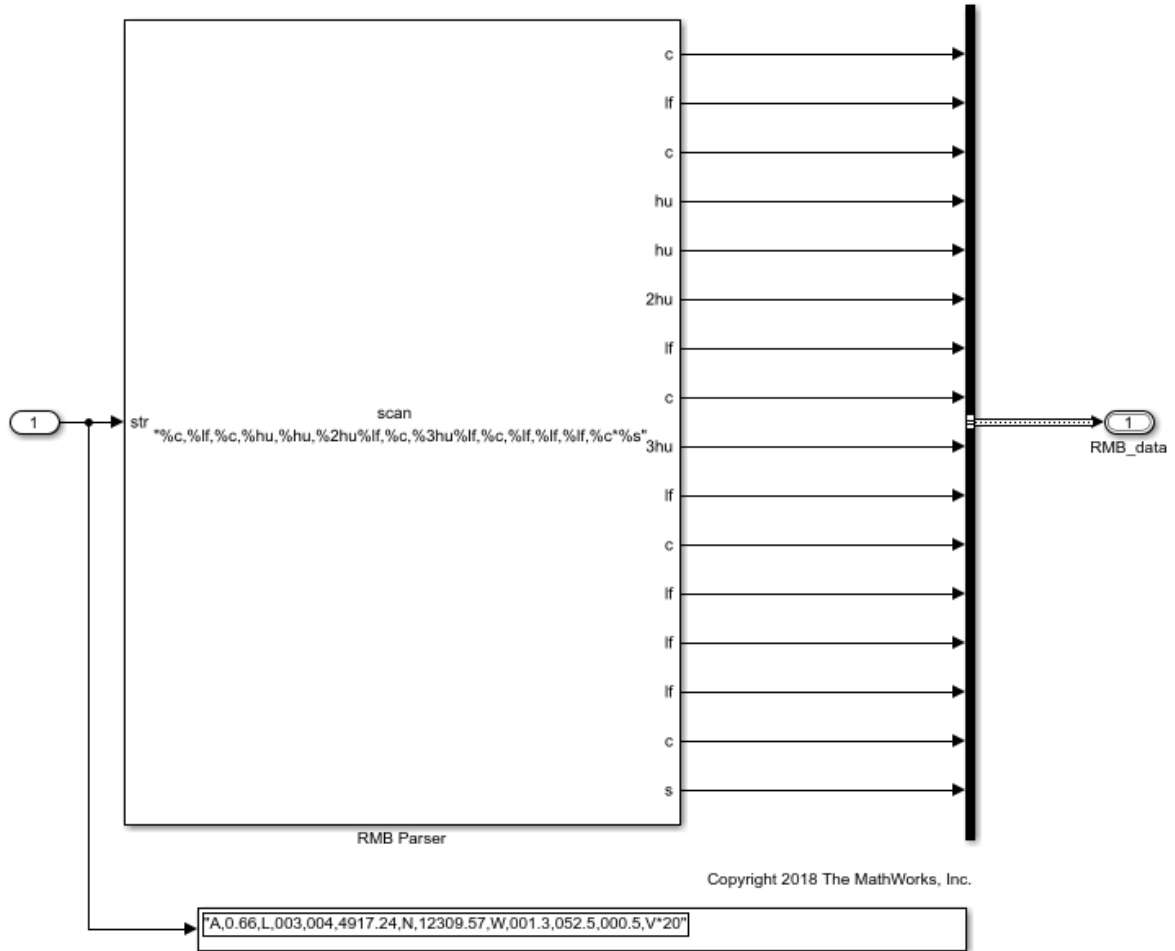 c
lf
c
hu
hu
2hu
lf
c
1
str
scan
"%c,%lf,%c,%hu,%hu,%2hu%lf,%c,%3hu%lf,%c,%lf,%lf,%lf,%c*%s"
3hu
1
RMB_data
lf
c
lf
lf
lf
c
s
RMB Parser
Copyright 2018 The MathWorks, Inc.
"A,0.66,L,003,004,4917.24,N,12309.57,W,001.3,052.5,000.5,V*20"